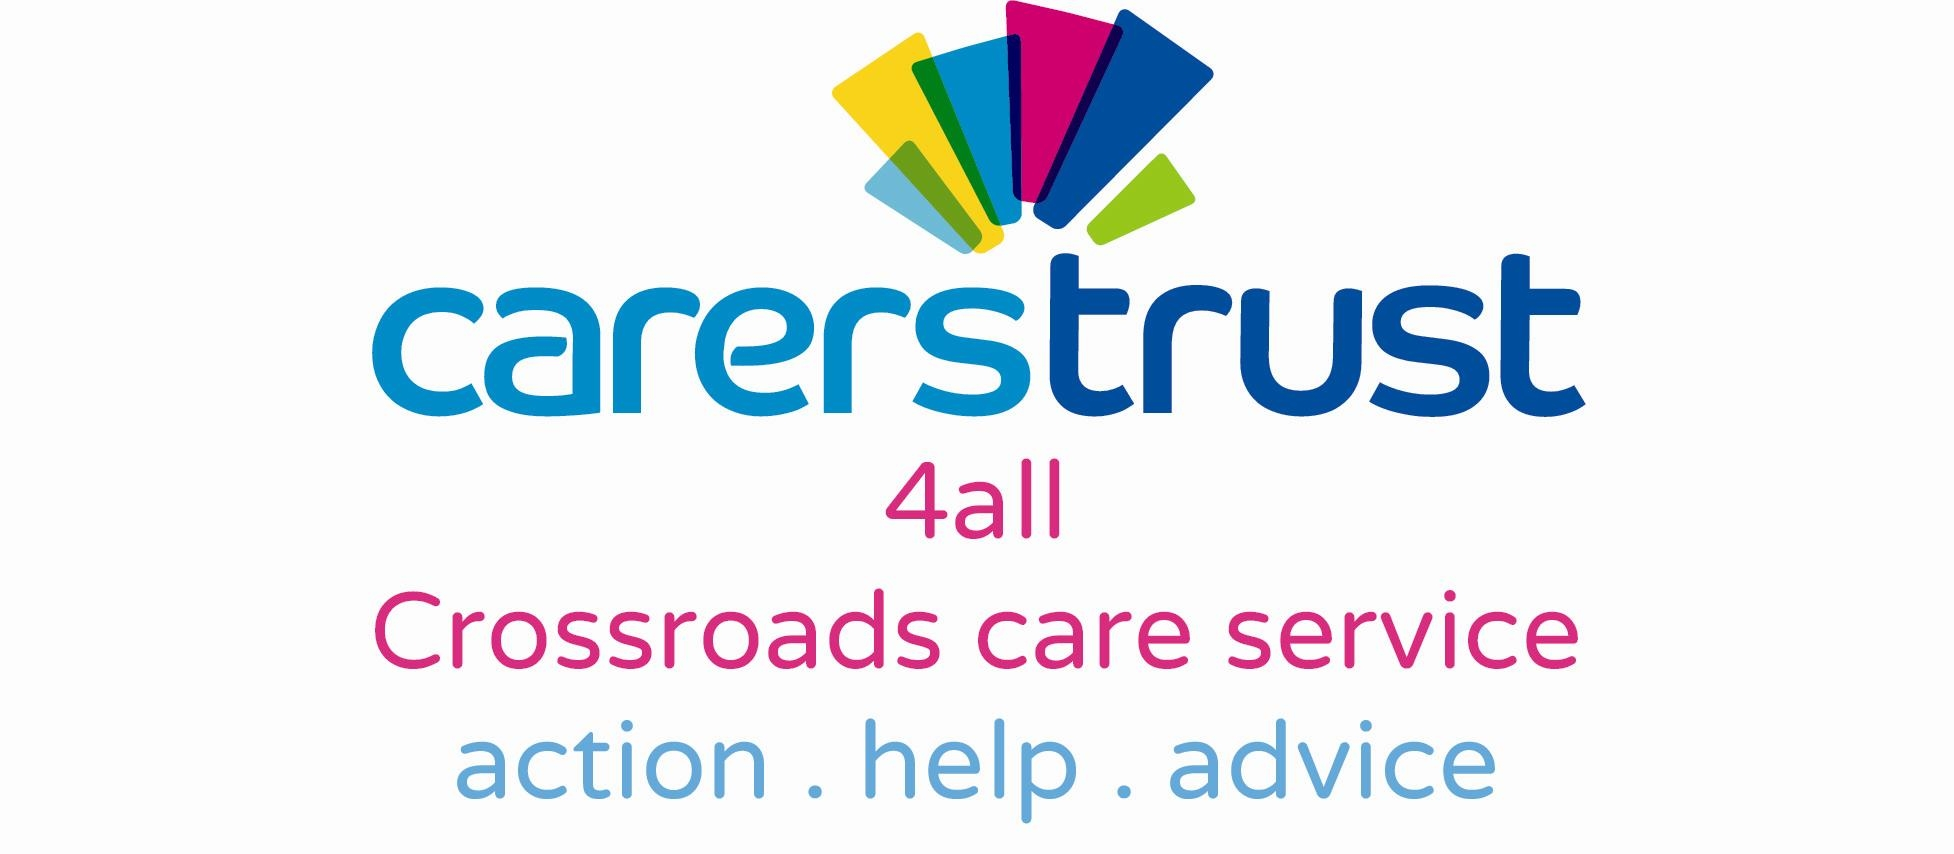 carerstrust
4all
Crossroads care service
action . help . advice